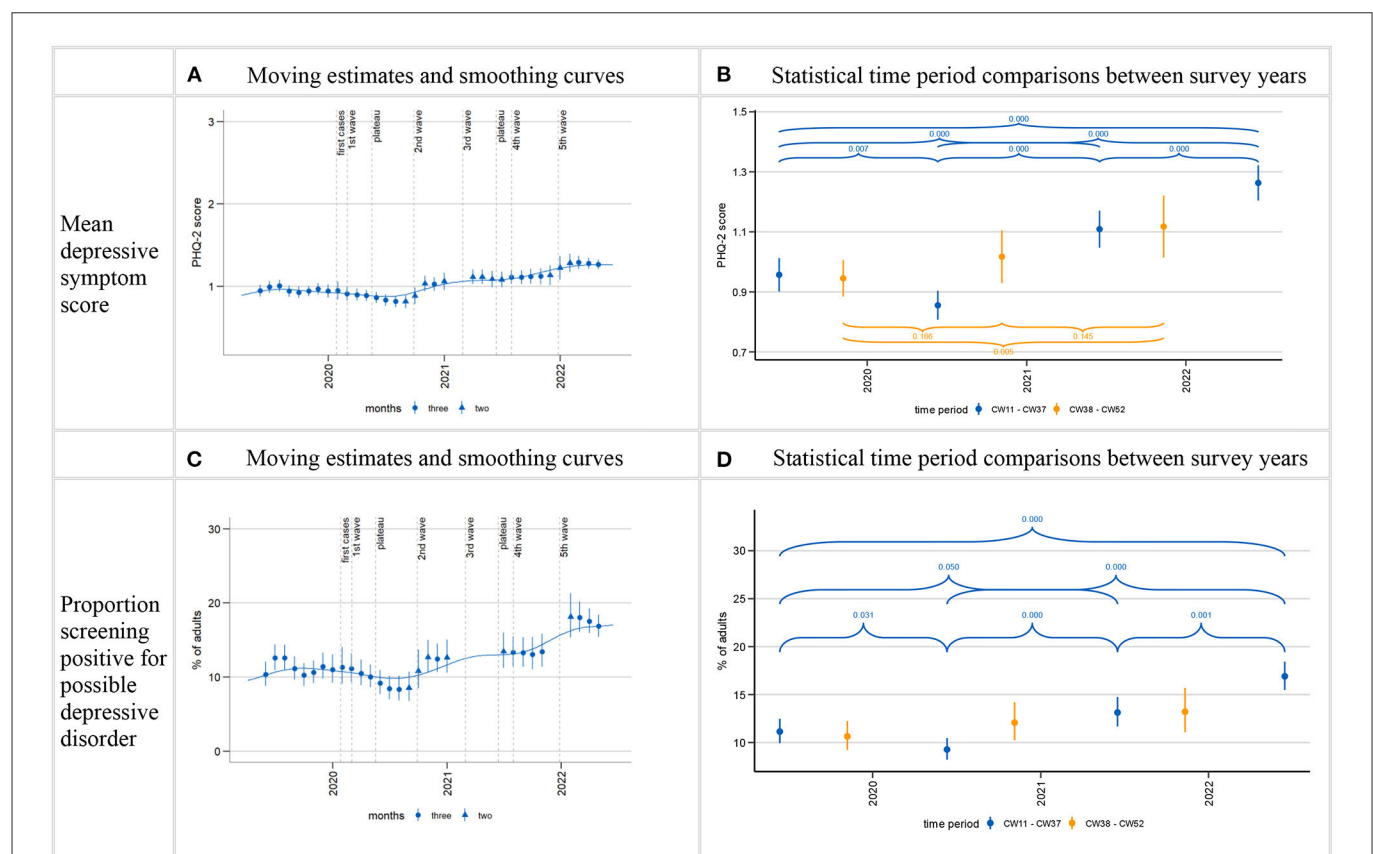 A Moving estimates and smoothing curves
B Statistical time period comparisons between survey years
Mean
depressive
symptom
score
PHQ-2 score
3
2
1
first cases
1st wave
plateau
2nd wave
3rd wave
plateau
4th wave
5th wave
2020
2021
2022
months three two
PHQ-2 score
1.5
1.3
1.1
0.9
0.7
0.000
0.000 0.000
0.007 0.000 0.000
0.186 0.145
0.005
2020
2021
2022
time period CW11 - CW37 CW38 - CW52
C Moving estimates and smoothing curves
D Statistical time period comparisons between survey years
Proportion
screening
positive for
possible
depressive
disorder
% of adults
30
20
10
0
first cases
1st wave
plateau
2nd wave
3rd wave
plateau
4th wave
5th wave
2020
2021
2022
months three two
% of adults
30
25
20
15
10
0.000
0.050 0.000
0.031 0.000 0.001
2020
2021
2022
time period CW11 - CW37 CW38 - CW52